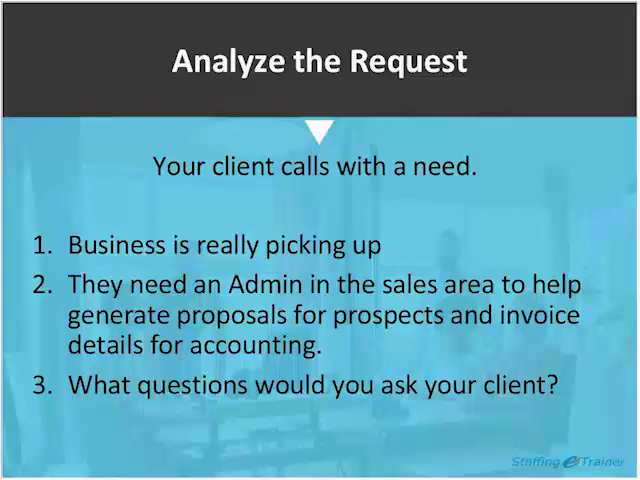 Analyze the Request
Your client calls with a need.
1. Business is really picking up
2. They need an Admin in the sales area to help
generate proposals for prospects and invoice
details for accounting.
3. What questions would you ask your client?
Staffing eTrainer